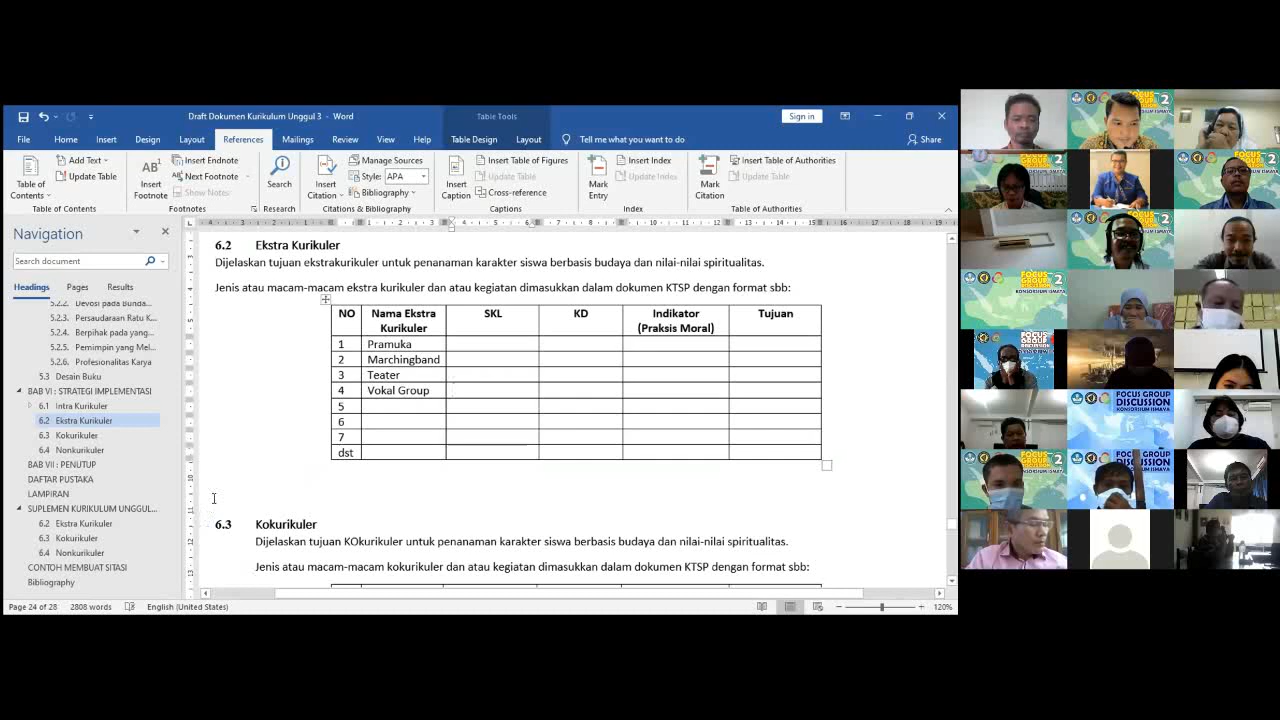 Draft Dokumen Kurikulum Unggul 3 - Word
Table Tools
Sign in
File Home Insert Design Layout References Mailings Review View Help Table Design Layout Tell me what you want to do Share
Table of Contents
Add Text
Update Table
Table of Contents
AB1
Insert Footnote
Insert Endnote
Next Footnote
Show Notes
Footnotes
Search
Research
Insert Citation
Manage Sources
Style: APA
Bibliography
Citations & Bibliography
Insert Caption
Insert Table of Figures
Update Table
Cross-reference
Captions
Mark Entry
Insert Index
Update Index
Index
Mark Citation
Insert Table of Authorities
Update Table
Table of Authorities
Navigation
Search document
Headings Pages Results
5.2.2. Devosi pada Bunda...
5.2.3. Persaudaraan Ratu K...
5.2.4. Berpihak pada yang...
5.2.5. Pemimpin yang Mel...
5.2.6. Profesionalitas Karya
5.3 Desain Buku
BAB VI : STRATEGI IMPLEMENTASI
6.1 Intra Kurikuler
6.2 Ekstra Kurikuler
6.3 Kokurikuler
6.4 Nonkurikuler
BAB VII : PENUTUP
DAFTAR PUSTAKA
LAMPIRAN
SUPLEMEN KURIKULUM UNGGUL...
6.2 Ekstra Kurikuler
6.3 Kokurikuler
6.4 Nonkurikuler
CONTOH MEMBUAT SITASI
Bibliography
6.2 Ekstra Kurikuler
Dijelaskan tujuan ekstrakurikuler untuk penanaman karakter siswa berbasis budaya dan nilai-nilai spiritualitas.
Jenis atau macam-macam ekstra kurikuler dan atau kegiatan dimasukkan dalam dokumen KTSP dengan format sbb:
NO Nama Ekstra Kurikuler SKL KD Indikator (Praksis Moral) Tujuan
1 Pramuka
2 Marchingband
3 Teater
4 Vokal Group
5
6
7
dst
6.3 Kokurikuler
Dijelaskan tujuan KOkurikuler untuk penanaman karakter siswa berbasis budaya dan nilai-nilai spiritualitas.
Jenis atau macam-macam kokurikuler dan atau kegiatan dimasukkan dalam dokumen KTSP dengan format sbb:
Page 24 of 28 2808 words English (United States) 120%
FOCUS GROUP DISCUSSION 2
KONSORSIUM ISMAYA